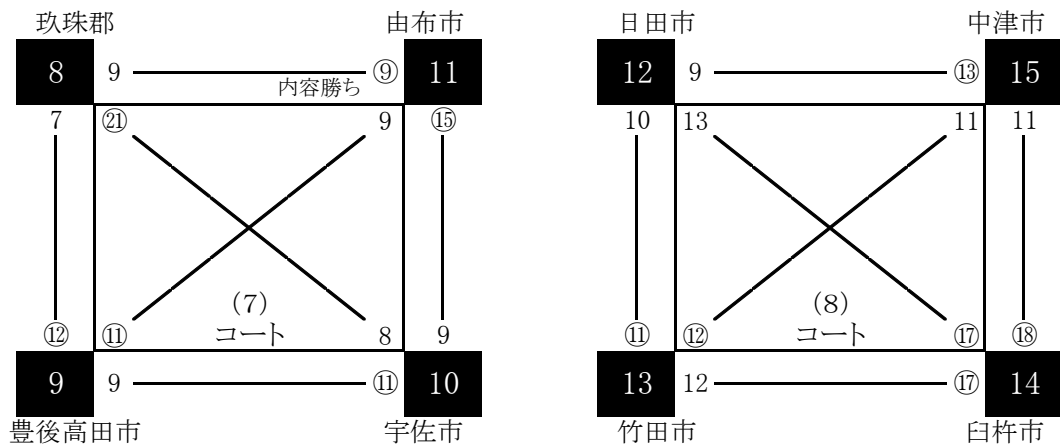 玖珠郡 由布市 日田市 中津市
8 9 ⑨ 11 12 9 ⑬ 15
内容勝ち
7 ㉑ 9 ⑮ 10 13 11 11
(7) (8)
コート コート
⑫ ⑪ 8 9 ⑪ ⑫ ⑰ ⑱
9 9 ⑪ 10 13 12 ⑰ 14
豊後高田市 宇佐市 竹田市 臼杵市